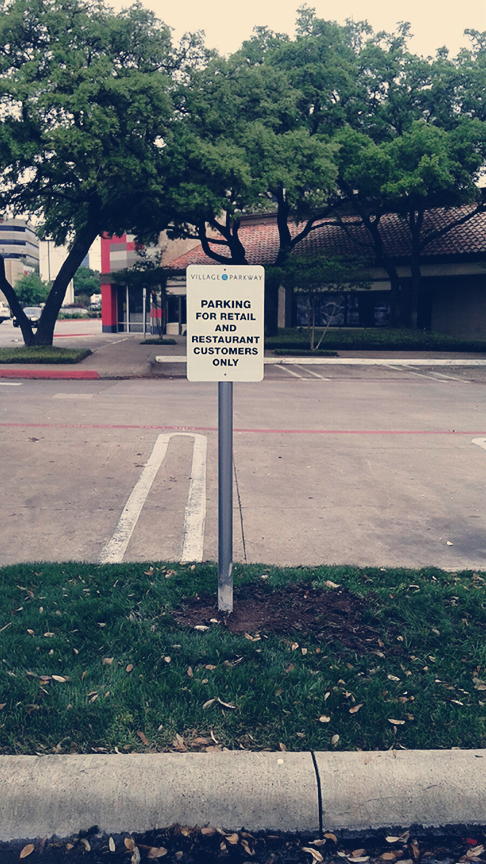 VILLAGE PARKWAY
PARKING
FOR RETAIL
AND
RESTAURANT
CUSTOMERS
ONLY